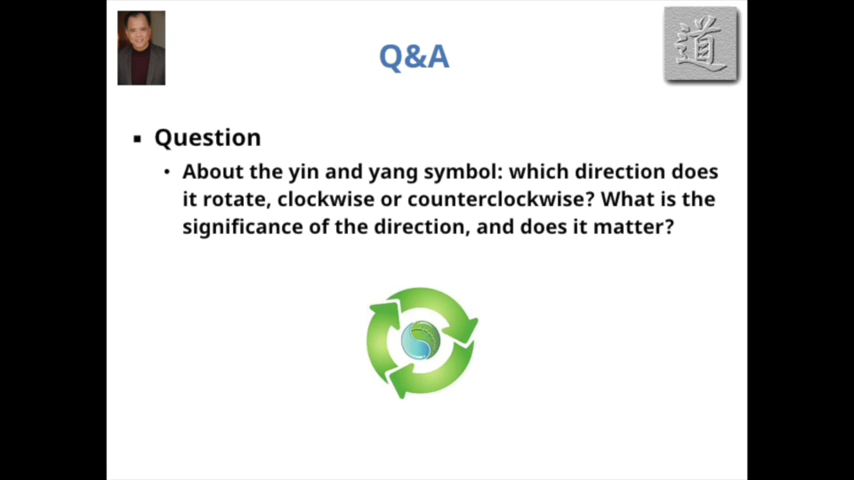 Q&A
道
Question
About the yin and yang symbol: which direction does
it rotate, clockwise or counterclockwise? What is the
significance of the direction, and does it matter?